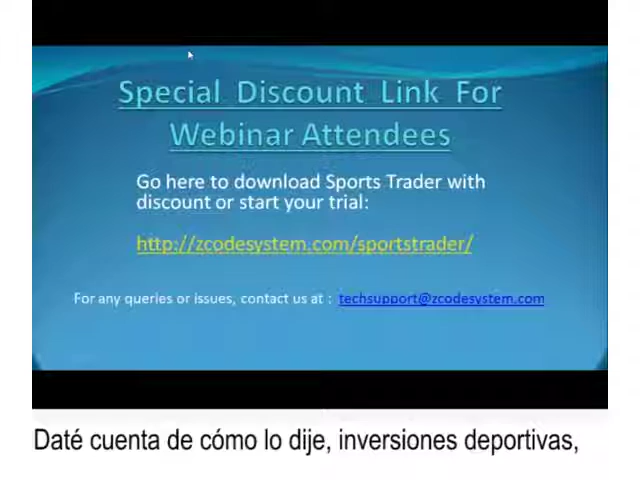 Special Discount Link For
Webinar Attendees
Go here to download Sports Trader with
discount or start your trial:
http://zcodesystem.com/sportstrader/
For any queries or issues, contact us at : techsupport@zcodesystem.com
Daté cuenta de cómo lo dije, inversiones deportivas,